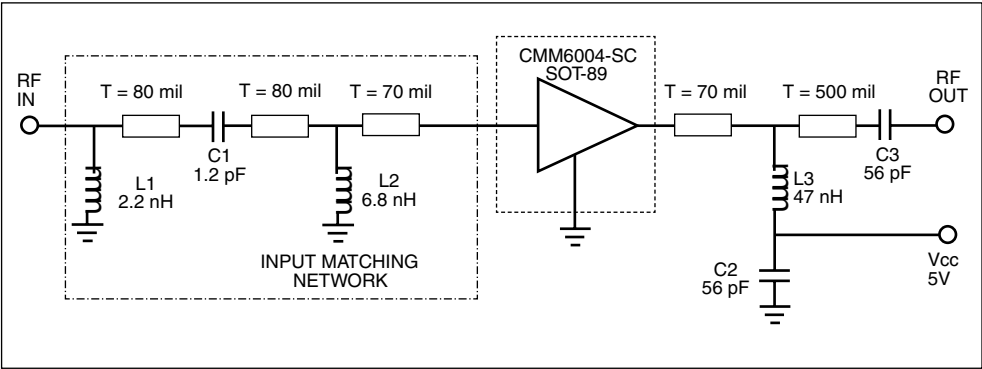 CMM6004-SC
SOT-89
RF
IN
T = 80 mil
T = 80 mil
T = 70 mil
T = 70 mil
T = 500 mil
RF
OUT
C1
1.2 pF
C3
56 pF
L1
2.2 nH
L2
6.8 nH
L3
47 nH
INPUT MATCHING
NETWORK
C2
56 pF
Vcc
5V